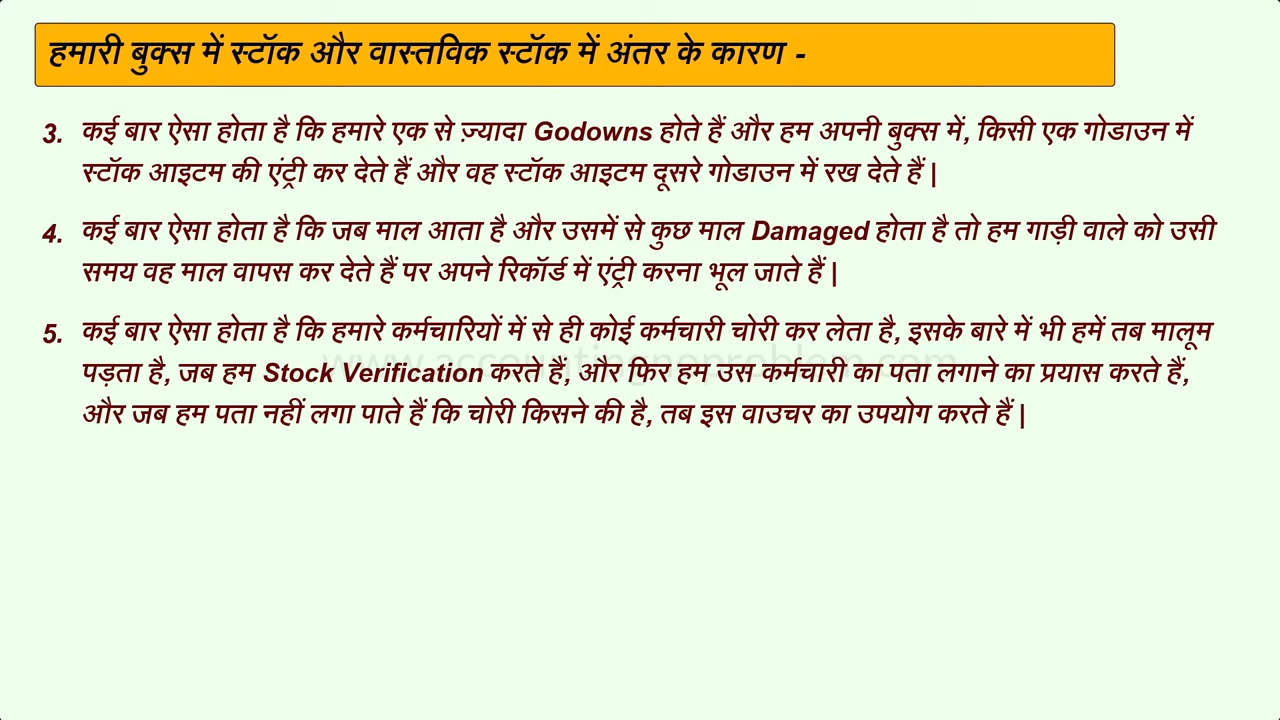 हमारी बुक्स में स्टॉक और वास्तविक स्टॉक में अंतर के कारण -
3. कई बार ऐसा होता है कि हमारे एक से ज़्यादा Godowns होते हैं और हम अपनी बुक्स में, किसी एक गोडाउन में
स्टॉक आइटम की एंट्री कर देते हैं और वह स्टॉक आइटम दूसरे गोडाउन में रख देते हैं |
4. कई बार ऐसा होता है कि जब माल आता है और उसमें से कुछ माल Damaged होता है तो हम गाड़ी वाले को उसी
समय वह माल वापस कर देते हैं पर अपने रिकॉर्ड में एंट्री करना भूल जाते हैं |
5. कई बार ऐसा होता है कि हमारे कर्मचारियों में से ही कोई कर्मचारी चोरी कर लेता है, इसके बारे में भी हमें तब मालूम
www.accountingnoproblem.com
पड़ता है, जब हम Stock Verification करते हैं, और फिर हम उस कर्मचारी का पता लगाने का प्रयास करते हैं,
और जब हम पता नहीं लगा पाते हैं कि चोरी किसने की है, तब इस वाउचर का उपयोग करते हैं |